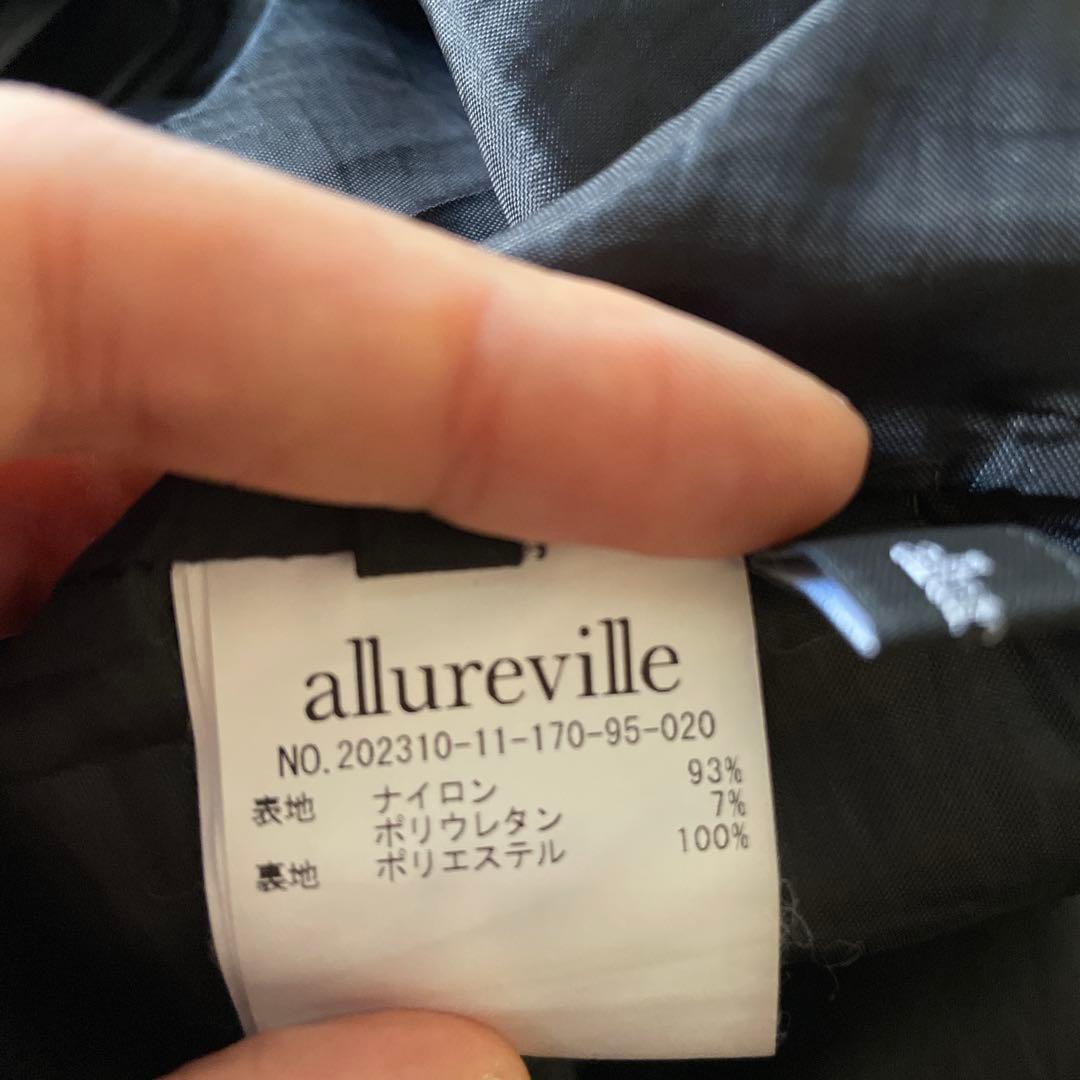 allureville
NO.202310-11-170-95-020
表地 ナイロン 93%
ポリウレタン 7%
裏地 ポリエステル 100%